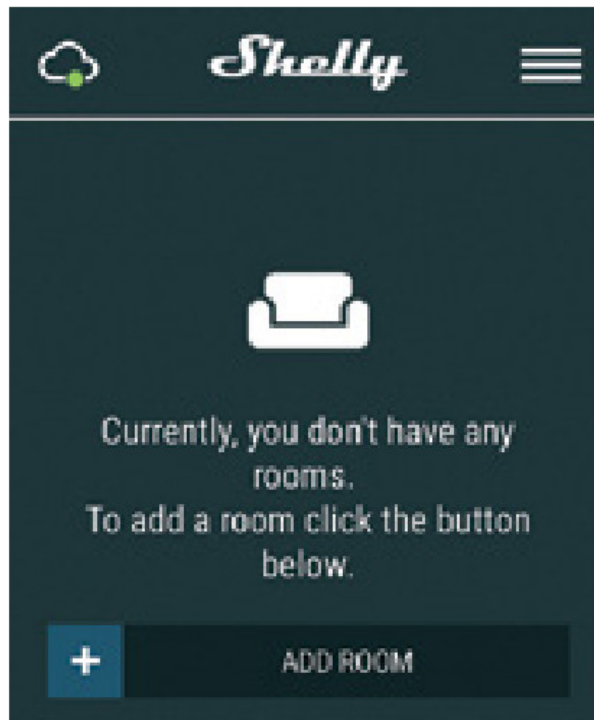 Shelly
Currently, you don't have any
rooms.
To add a room click the button
below.
+ ADD ROOM